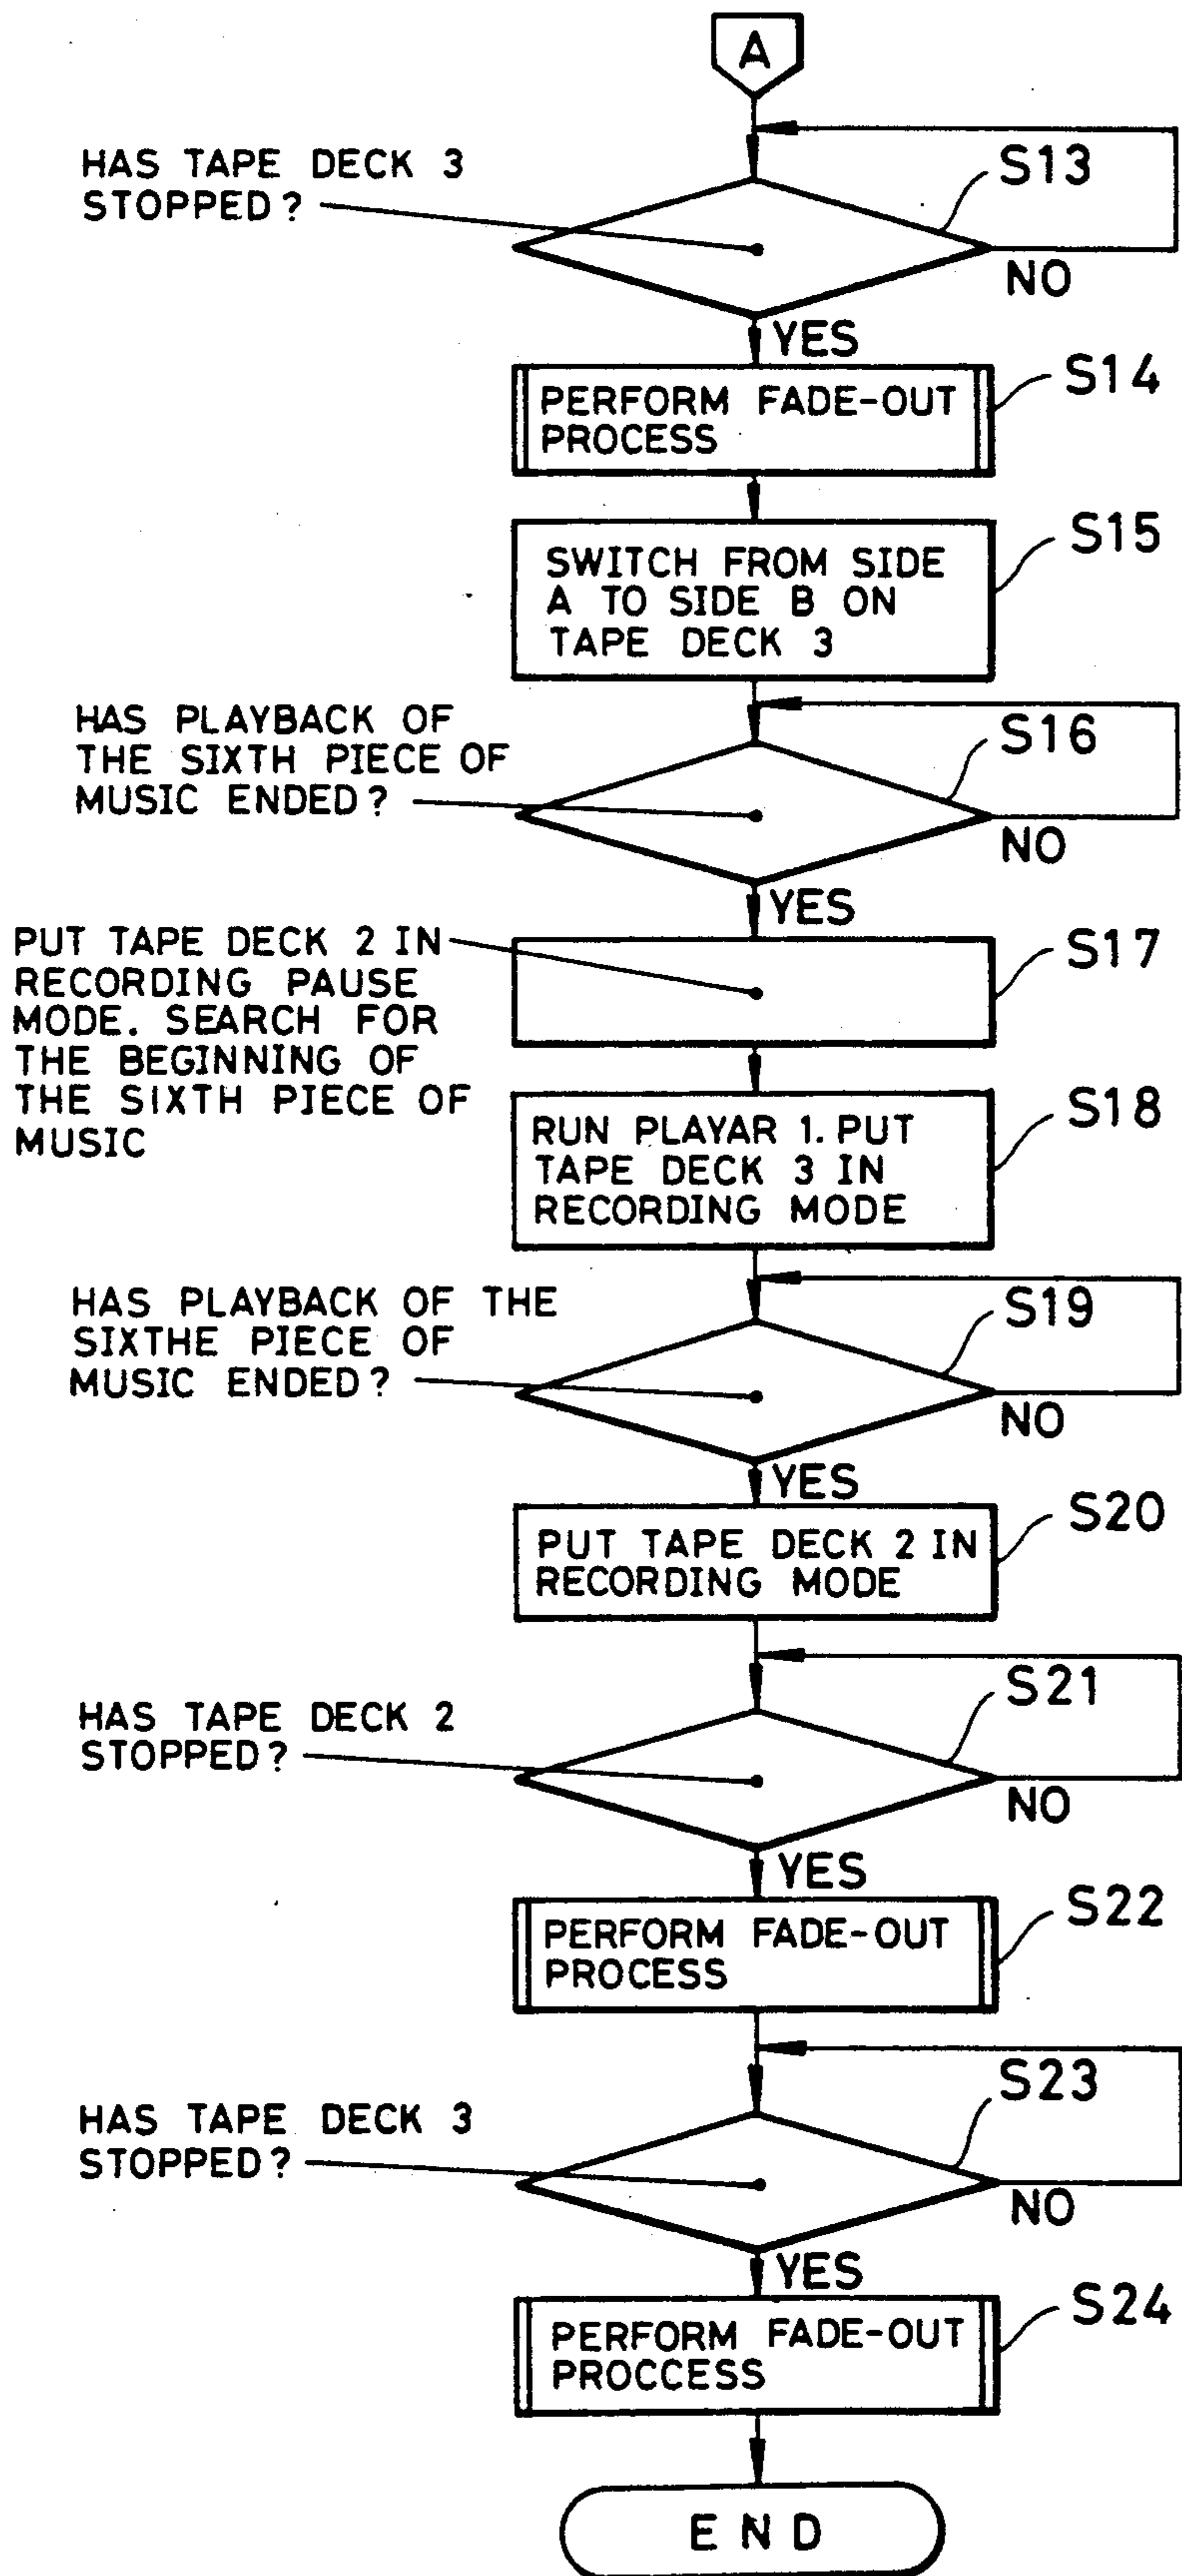 A
HAS TAPE DECK 3
STOPPED?
S13
NO
YES
PERFORM FADE-OUT
PROCESS
S14
SWITCH FROM SIDE
A TO SIDE B ON
TAPE DECK 3
S15
HAS PLAYBACK OF
THE SIXTH PIECE OF
MUSIC ENDED?
S16
NO
YES
PUT TAPE DECK 2 IN
RECORDING PAUSE
MODE. SEARCH FOR
THE BEGINNING OF
THE SIXTH PIECE OF
MUSIC
S17
RUN PLAYAR 1. PUT
TAPE DECK 3 IN
RECORDING MODE
S18
HAS PLAYBACK OF THE
SIXTHE PIECE OF
MUSIC ENDED?
S19
NO
YES
PUT TAPE DECK 2 IN
RECORDING MODE
S20
HAS TAPE DECK 2
STOPPED?
S21
NO
YES
PERFORM FADE-OUT
PROCESS
S22
HAS TAPE DECK 3
STOPPED?
S23
NO
YES
PERFORM FADE-OUT
PROCCESS
S24
END